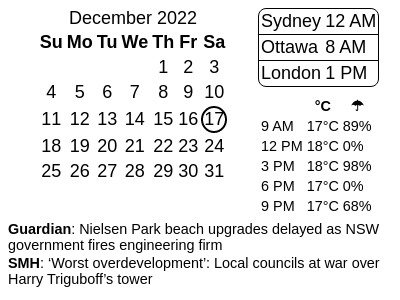 December 2022
Su Mo Tu We Th Fr Sa
1 2 3
4 5 6 7 8 9 10
11 12 13 14 15 16 17
18 19 20 21 22 23 24
25 26 27 28 29 30 31
Sydney 12 AM
Ottawa 8 AM
London 1 PM
°C ☂
9 AM 17°C 89%
12 PM 18°C 0%
3 PM 18°C 98%
6 PM 17°C 0%
9 PM 17°C 68%
Guardian: Nielsen Park beach upgrades delayed as NSW
government fires engineering firm
SMH: ‘Worst overdevelopment’: Local councils at war over
Harry Triguboff’s tower